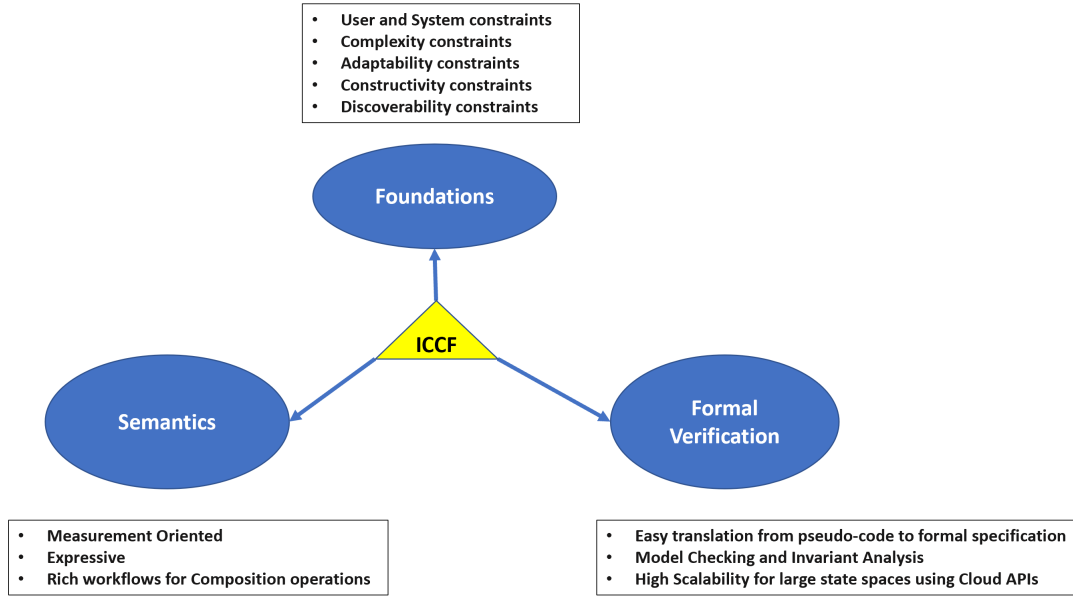 • User and System constraints
• Complexity constraints
• Adaptability constraints
• Constructivity constraints
• Discoverability constraints
Foundations
ICCF
Semantics
Formal
Verification
• Measurement Oriented
• Expressive
• Rich workflows for Composition operations
• Easy translation from pseudo-code to formal specification
• Model Checking and Invariant Analysis
• High Scalability for large state spaces using Cloud APIs